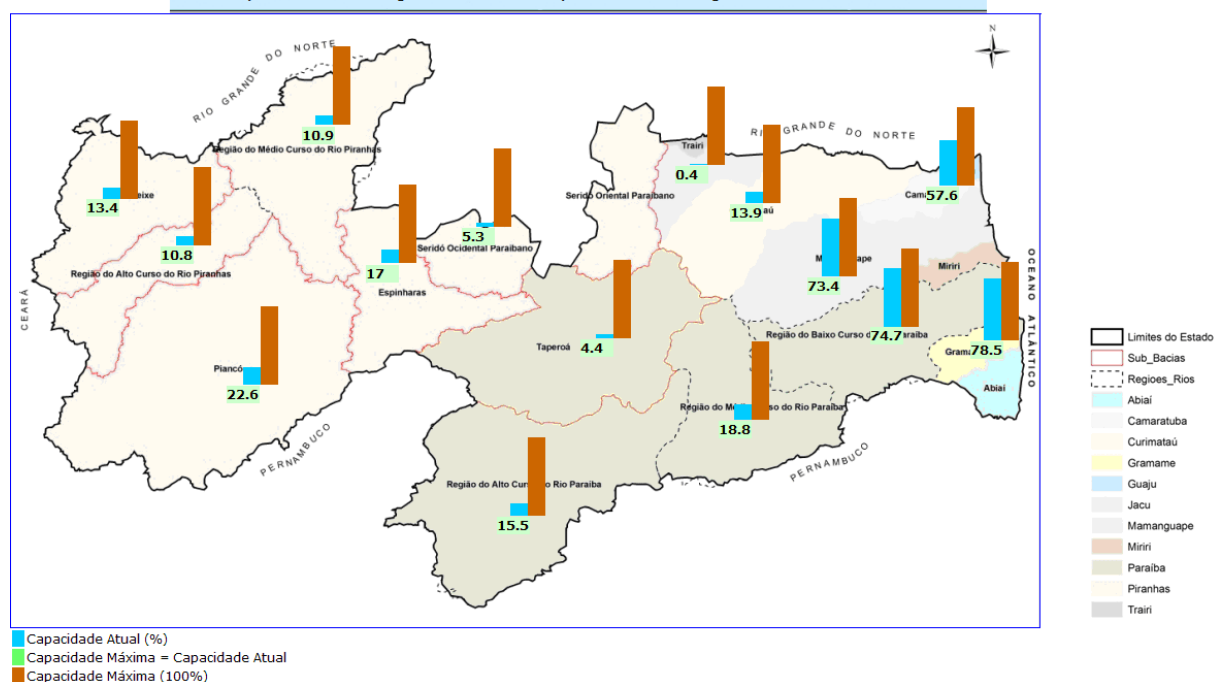 RIO GRANDE DO NORTE
RIO GRANDE DO NORTE
10.9
Região do Médio Curso do Rio Piranhas
Trairi
0.4
Camar
57.6
13.4
eixe
Seridó Oriental Paraibano
13.9
aú
10.8
Região do Alto Curso do Rio Piranhas
5.3
Seridó Ocidental Paraibano
17
Espinharas
73.4
Miriri
OCEANO ATLÂNTICO
CEARÁ
Taperoá
4.4
Região do Baixo Curso do
raíba
74.7
78.5
Piancó
22.6
Abiaí
18.8
PERNAMBUCO
PERNAMBUCO
Região do Alto Curso do Rio Paraíba
15.5
Limites do Estado
Sub_Bacias
Regioes_Rios
Abiaí
Camaratuba
Curimataú
Gramame
Guaju
Jacu
Mamanguape
Miriri
Paraíba
Piranhas
Trairi
Capacidade Atual (%)
Capacidade Máxima = Capacidade Atual
Capacidade Máxima (100%)